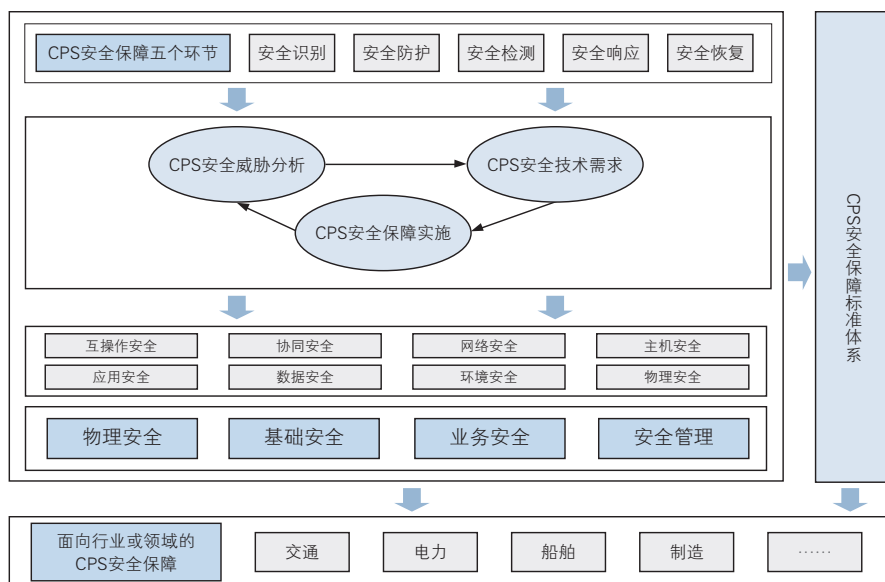 CPS安全保障五个环节
安全识别
安全防护
安全检测
安全响应
安全恢复
CPS安全威胁分析
CPS安全技术需求
CPS安全保障实施
互操作安全
协同安全
网络安全
主机安全
应用安全
数据安全
环境安全
物理安全
物理安全
基础安全
业务安全
安全管理
CPS安全保障标准体系
面向行业或领域的
CPS安全保障
交通
电力
船舶
制造
……